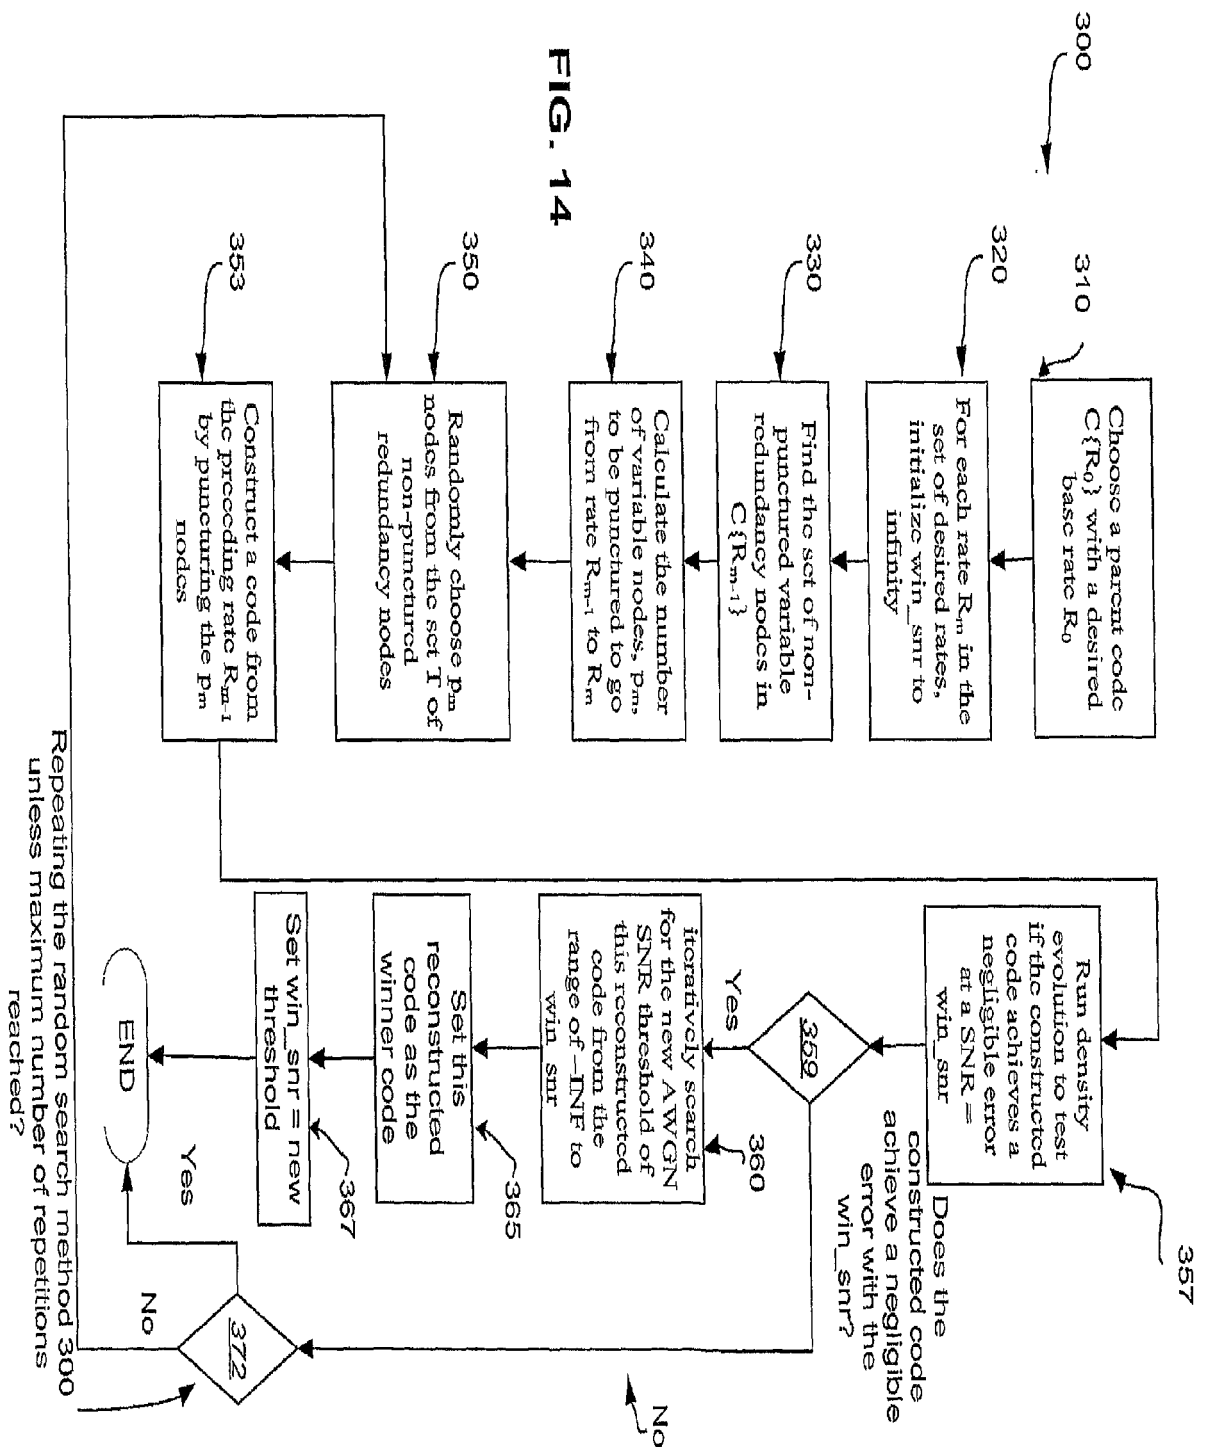 300
310
Choose a parent code
C{R₀} with a desired
base rate R₀
320
For each rate Rₘ in the
set of desired rates,
initialize win_snr to
infinity
330
Find the set of non-
punctured variable
redundancy nodes in
C{Rₘ₋₁}
340
Calculate the number
of variable nodes, pₘ,
to be punctured to go
from rate Rₘ₋₁ to Rₘ
350
Randomly choose pₘ
nodes from the set T of
non-punctured
redundancy nodes
353
Construct a code from
the preceding rate Rₘ₋₁
by puncturing the pₘ
nodes
357
Run density
evolution to test
if the constructed
code achieves a
negligible error
at a SNR =
win_snr
Does the
constructed code
achieve a negligible
error with the
win_snr?
359
Yes
No
360
iteratively search
for the new AWGN
SNR threshold of
this reconstructed
code from the
range of -INF to
win_snr
365
Set this
reconstructed
code as the
winner code
367
Set win_snr = new
threshold
END
Yes
372
No
Repeating the random search method 300
unless maximum number of repetitions
reached?
FIG. 14